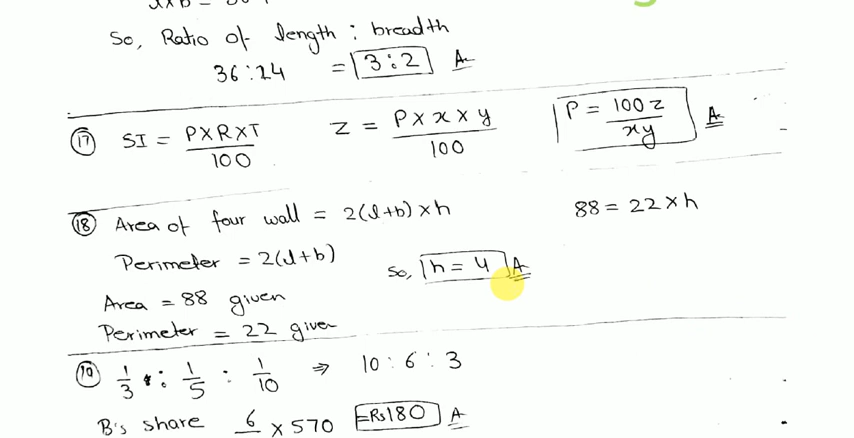 So, Ratio of length : breadth
36:24 = 3:2 A
17 SI = PXRXT/100 Z = P x x x y/100 P = 100z/xy A
18 Area of four wall = 2(l+b) x h 88 = 22 x h
Perimeter = 2(l+b) So, h = 4 A
Area = 88 given
Perimeter = 22 given
1/3 : 1/5 : 1/10 ⇒ 10 : 6 : 3
B's share 6 x 570 =Rs180 A